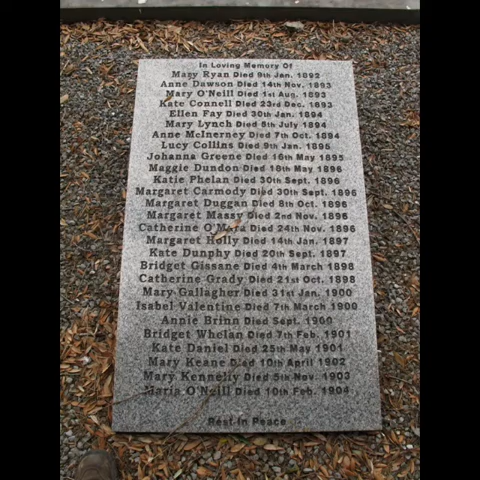 In Loving Memory Of
Mary Ryan Died 9th Jan. 1892
Anne Dawson Died 14th Nov. 1893
Mary O'Neill Died 1st Aug. 1893
Kate Connell Died 23rd Dec. 1893
Ellen Fay Died 30th Jan. 1894
Mary Lynch Died 5th July 1894
Anne McInerney Died 7th Oct. 1894
Lucy Collins Died 9th Jan. 1895
Johanna Greene Died 16th May 1895
Maggie Dundon Died 18th May 1896
Katie Phelan Died 30th Sept. 1896
Margaret Carmody Died 30th Sept. 1896
Margaret Duggan Died 8th Oct. 1896
Margaret Massy Died 2nd Nov. 1896
Catherine O'Mara Died 24th Nov. 1896
Margaret Holly Died 14th Jan. 1897
Kate Dunphy Died 20th Sept. 1897
Bridget Gissane Died 4th March 1898
Catherine Grady Died 21st Oct. 1898
Mary Gallagher Died 31st Jan. 1900
Isabel Valentine Died 7th March 1900
Annie Brinn Died Sept. 1900
Bridget Whelan Died 7th Feb. 1901
Kate Daniel Died 25th May 1901
Mary Keane Died 10th April 1902
Mary Kenneliy Died 5th Nov. 1903
Maria O'Neill Died 10th Feb. 1904
Rest in Peace